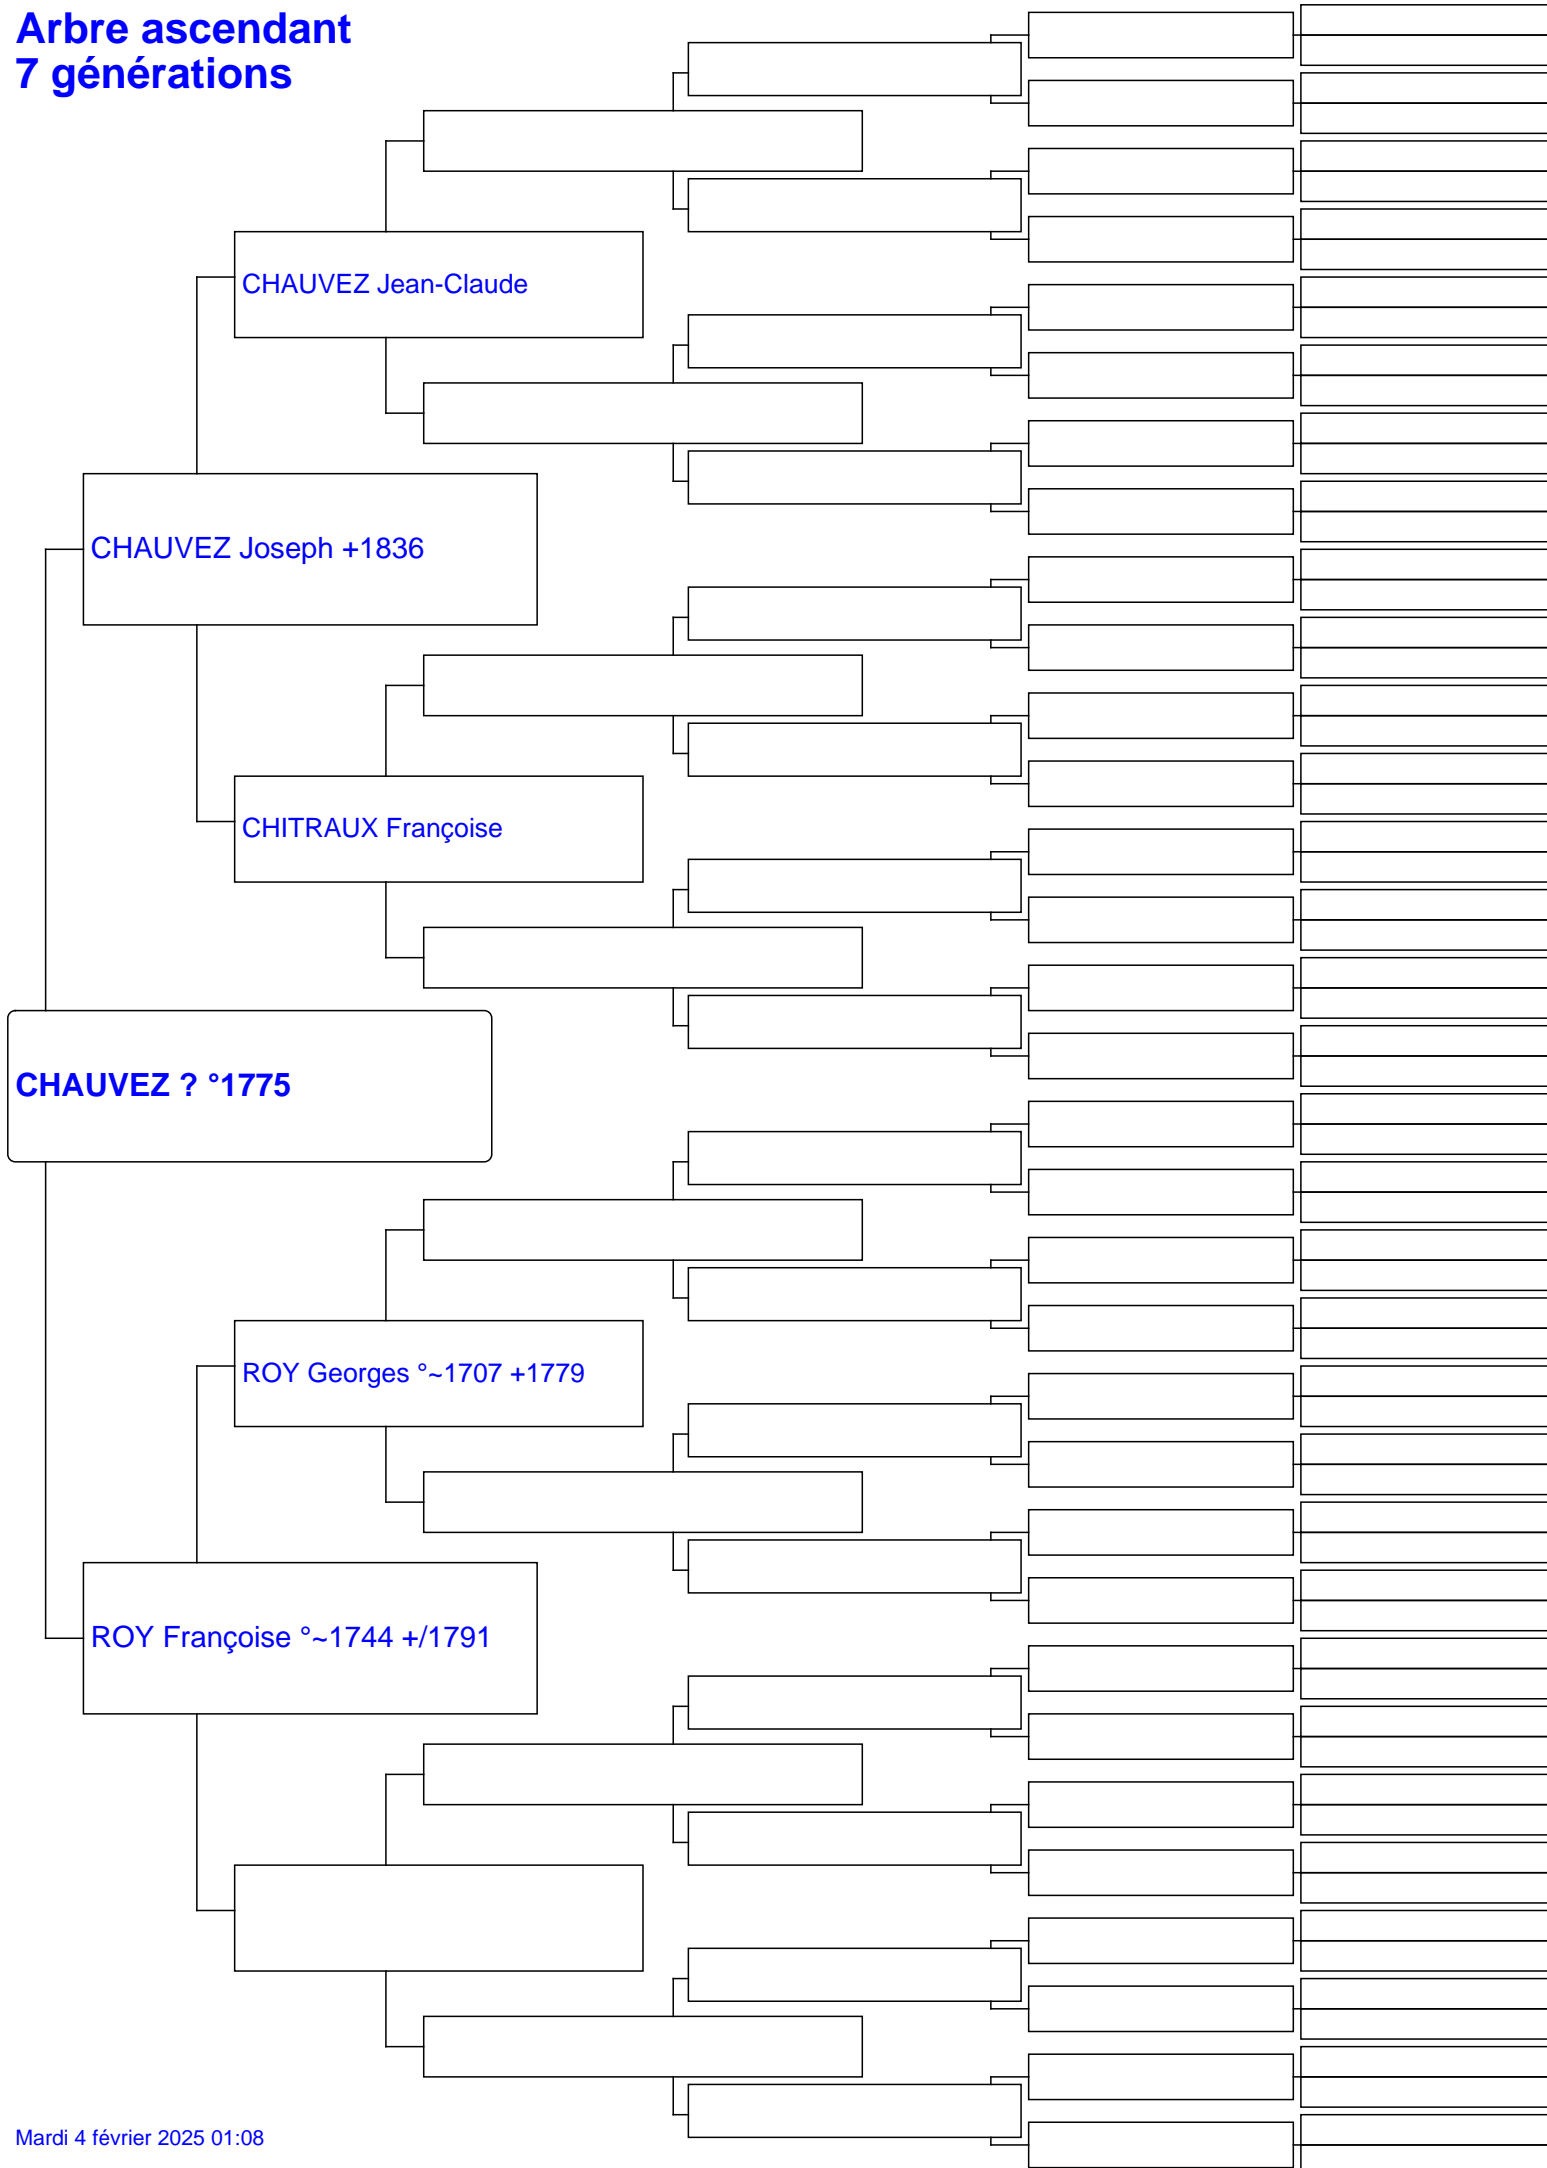 Arbre ascendant
7 générations
CHAUVEZ Jean-Claude
CHAUVEZ Joseph +1836
CHITRAUX Françoise
CHAUVEZ ? °1775
ROY Georges °~1707 +1779
ROY Françoise °~1744 +/1791
Mardi 4 février 2025 01:08